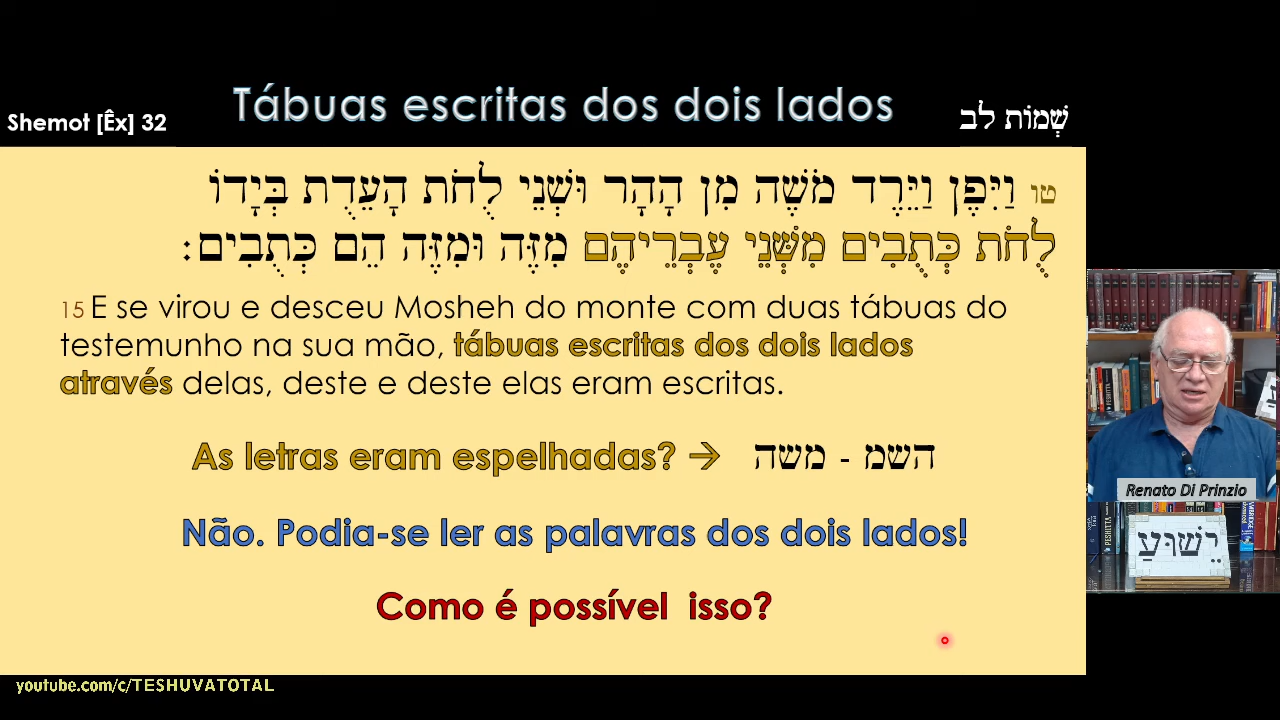 Tábuas escritas dos dois lados
Shemot [Êx] 32
שְׁמוֹת לב
טו וַיִּפֶן וַיֵּרֶד מֹשֶׁה מִן הָהָר וּשְׁנֵי לֻחֹת הָעֵדֻת בְּיָדוֹ
לֻחֹת כְּתֻבִים מִשְּׁנֵי עֶבְרֵיהֶם מִזֶּה וּמִזֶּה הֵם כְּתֻבִים:
15 E se virou e desceu Mosheh do monte com duas tábuas do
testemunho na sua mão, tábuas escritas dos dois lados
através delas, deste e deste elas eram escritas.
As letras eram espelhadas? → השמ - משה
Não. Podia-se ler as palavras dos dois lados!
Como é possível isso?
Renato Di Prinzio
יֵשׁוּעַ
PESHITTA
PESHITTA
youtube.com/c/TESHUVATOTAL